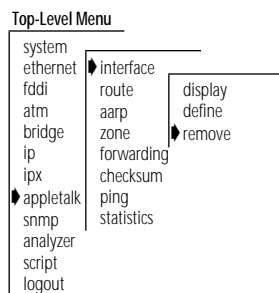 Top-Level Menu
system
ethernet
fddi
atm
bridge
ip
ipx
appletalk
snmp
analyzer
script
logout
interface
route
aarp
zone
forwarding
checksum
ping
statistics
display
define
remove